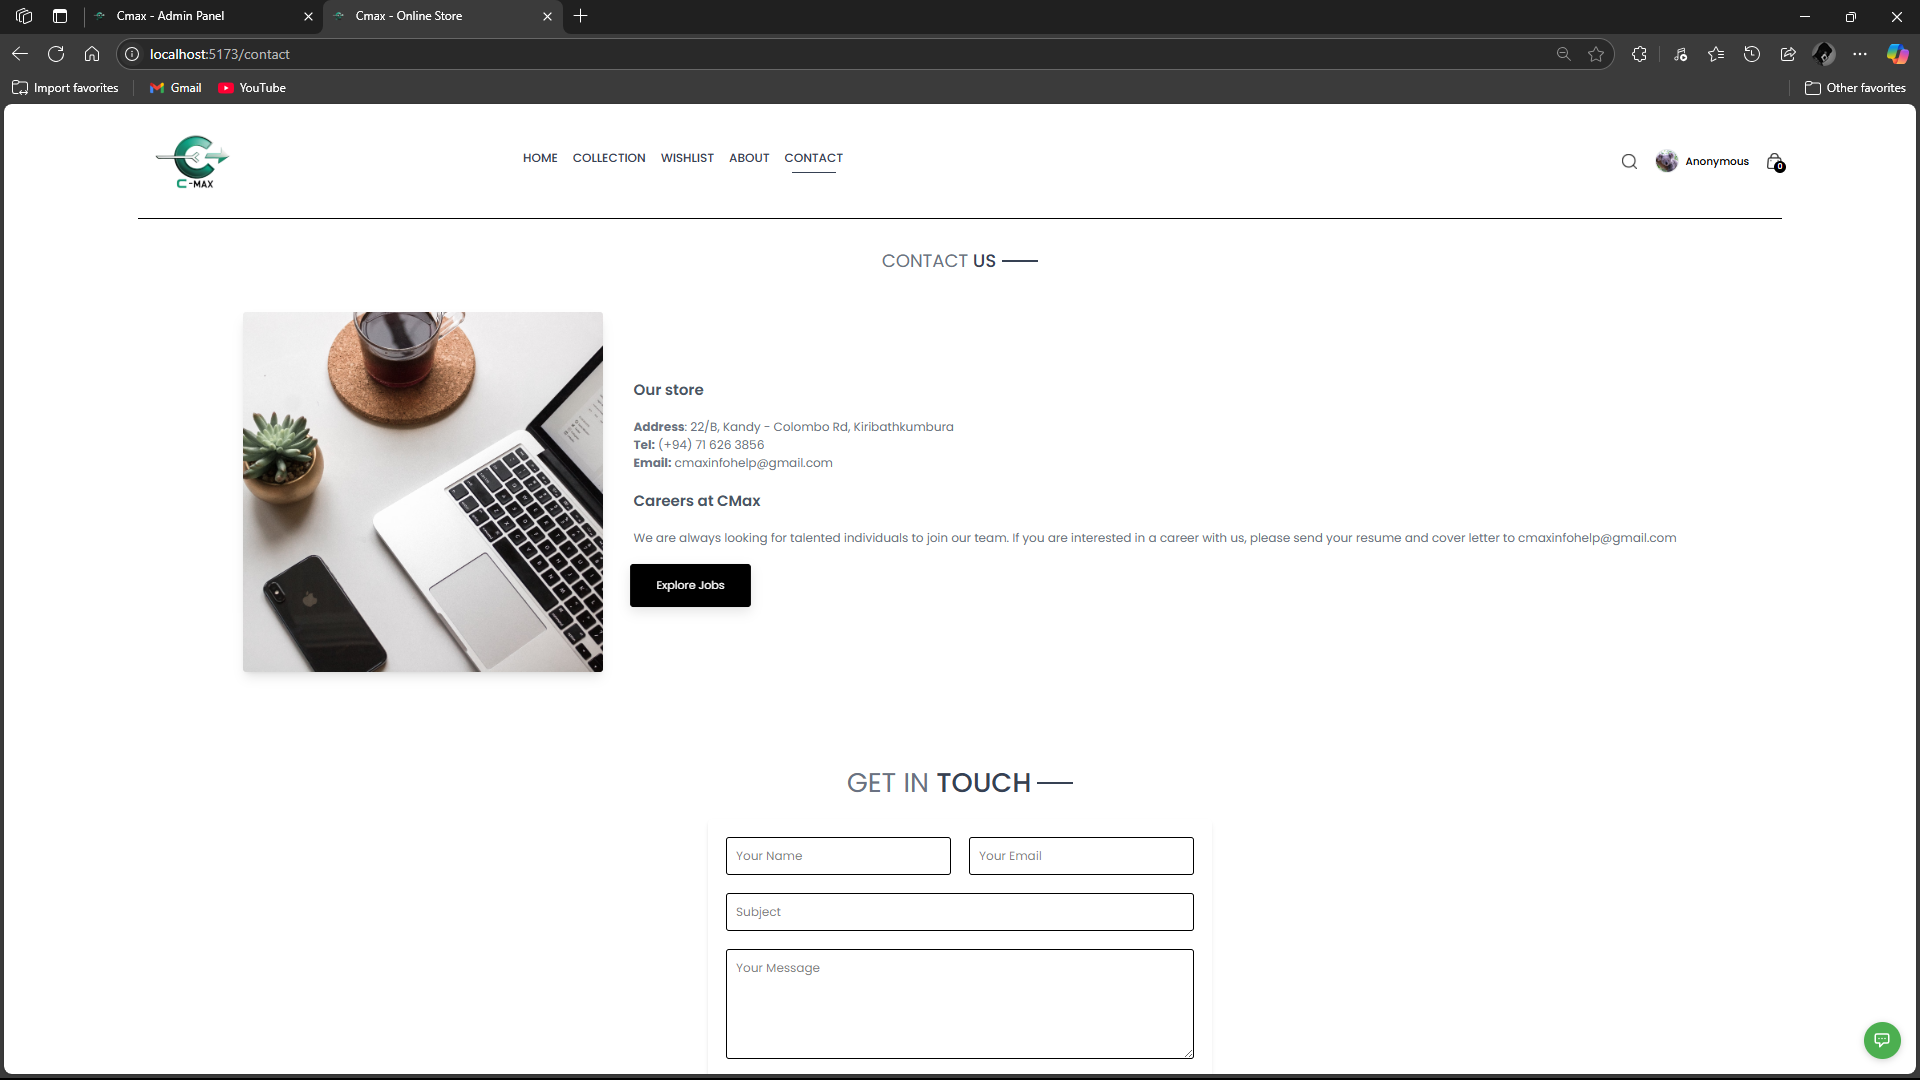 Cmax - Admin Panel
Cmax - Online Store
localhost:5173/contact
Import favorites
Gmail
YouTube
Other favorites
C-MAX
HOME
COLLECTION
WISHLIST
ABOUT
CONTACT
Anonymous
0
CONTACT US
Our store
Address: 22/B, Kandy - Colombo Rd, Kiribathkumbura
Tel: (+94) 71 626 3856
Email: cmaxinfohelp@gmail.com
Careers at CMax
We are always looking for talented individuals to join our team. If you are interested in a career with us, please send your resume and cover letter to cmaxinfohelp@gmail.com
Explore Jobs
GET IN TOUCH
Your Name
Your Email
Subject
Your Message